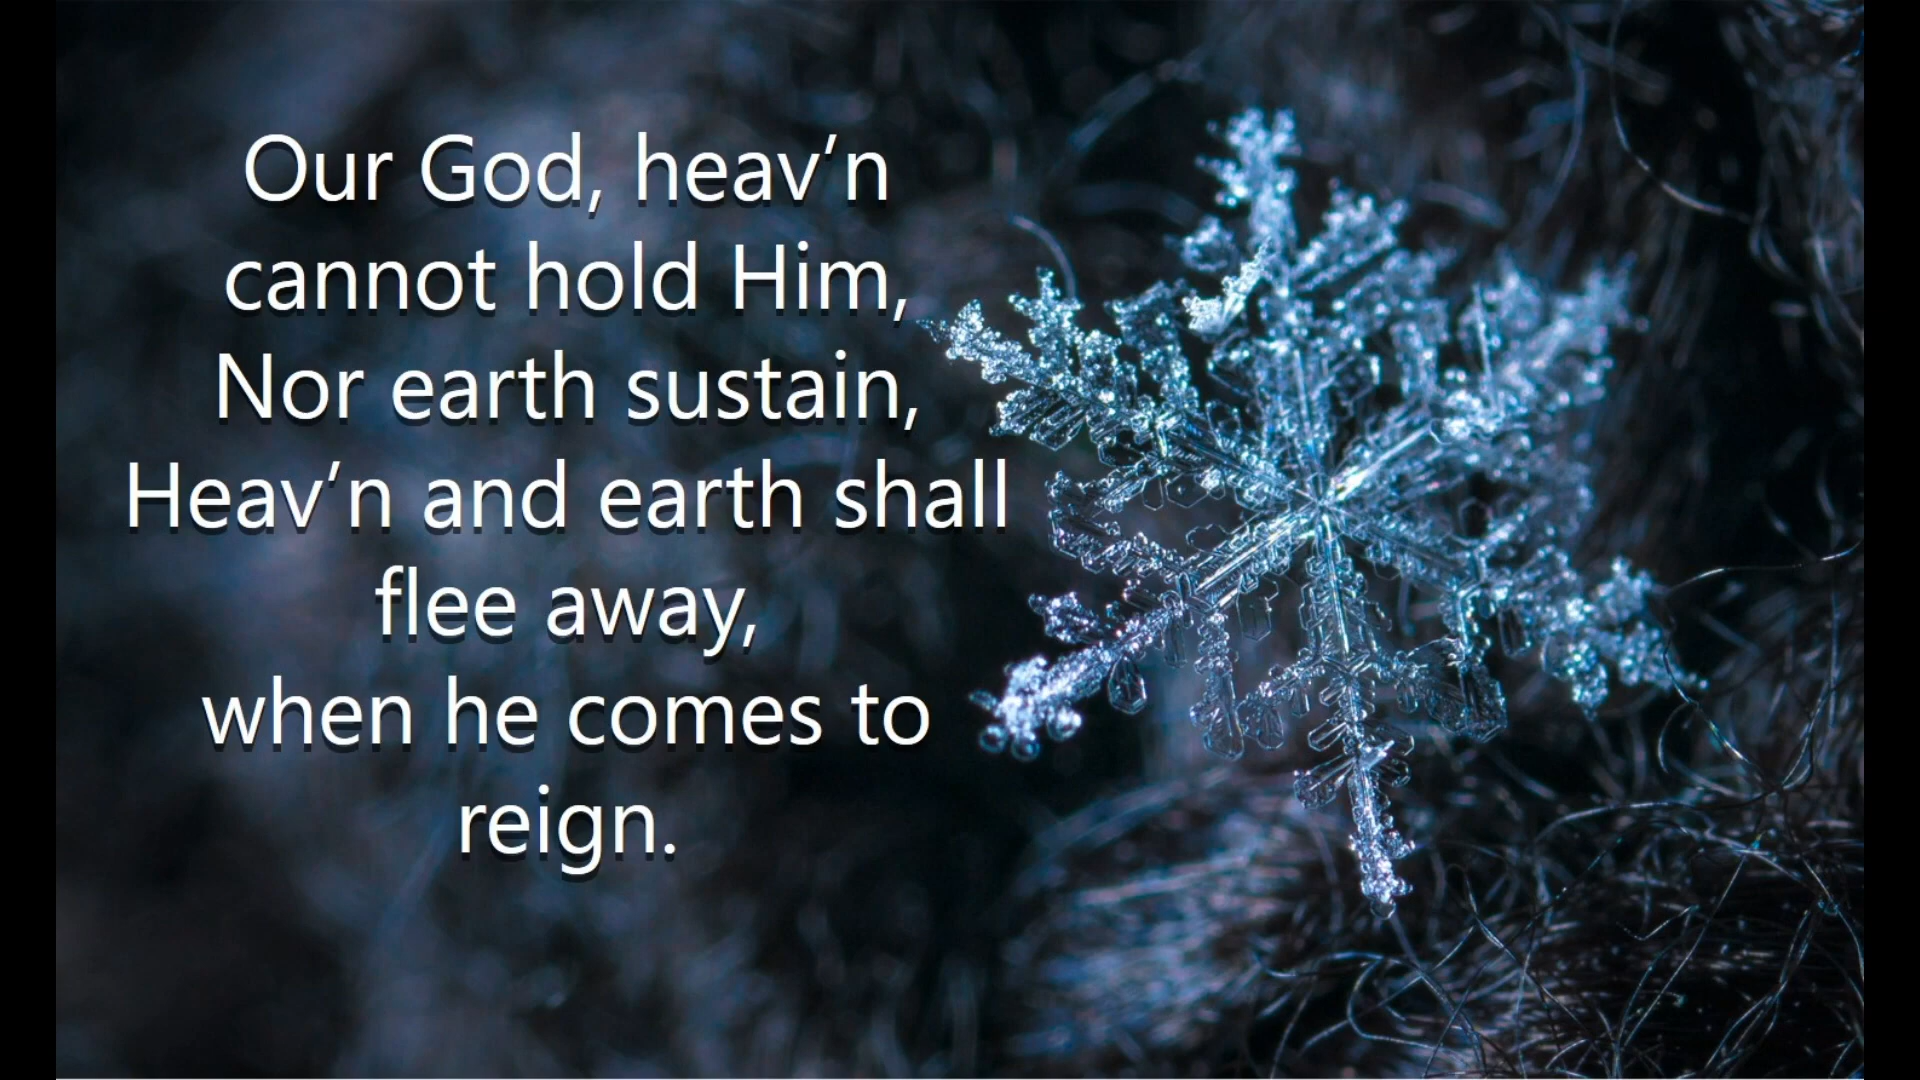 Our God, heav’n
cannot hold Him,
Nor earth sustain,
Heav’n and earth shall
flee away,
when he comes to
reign.